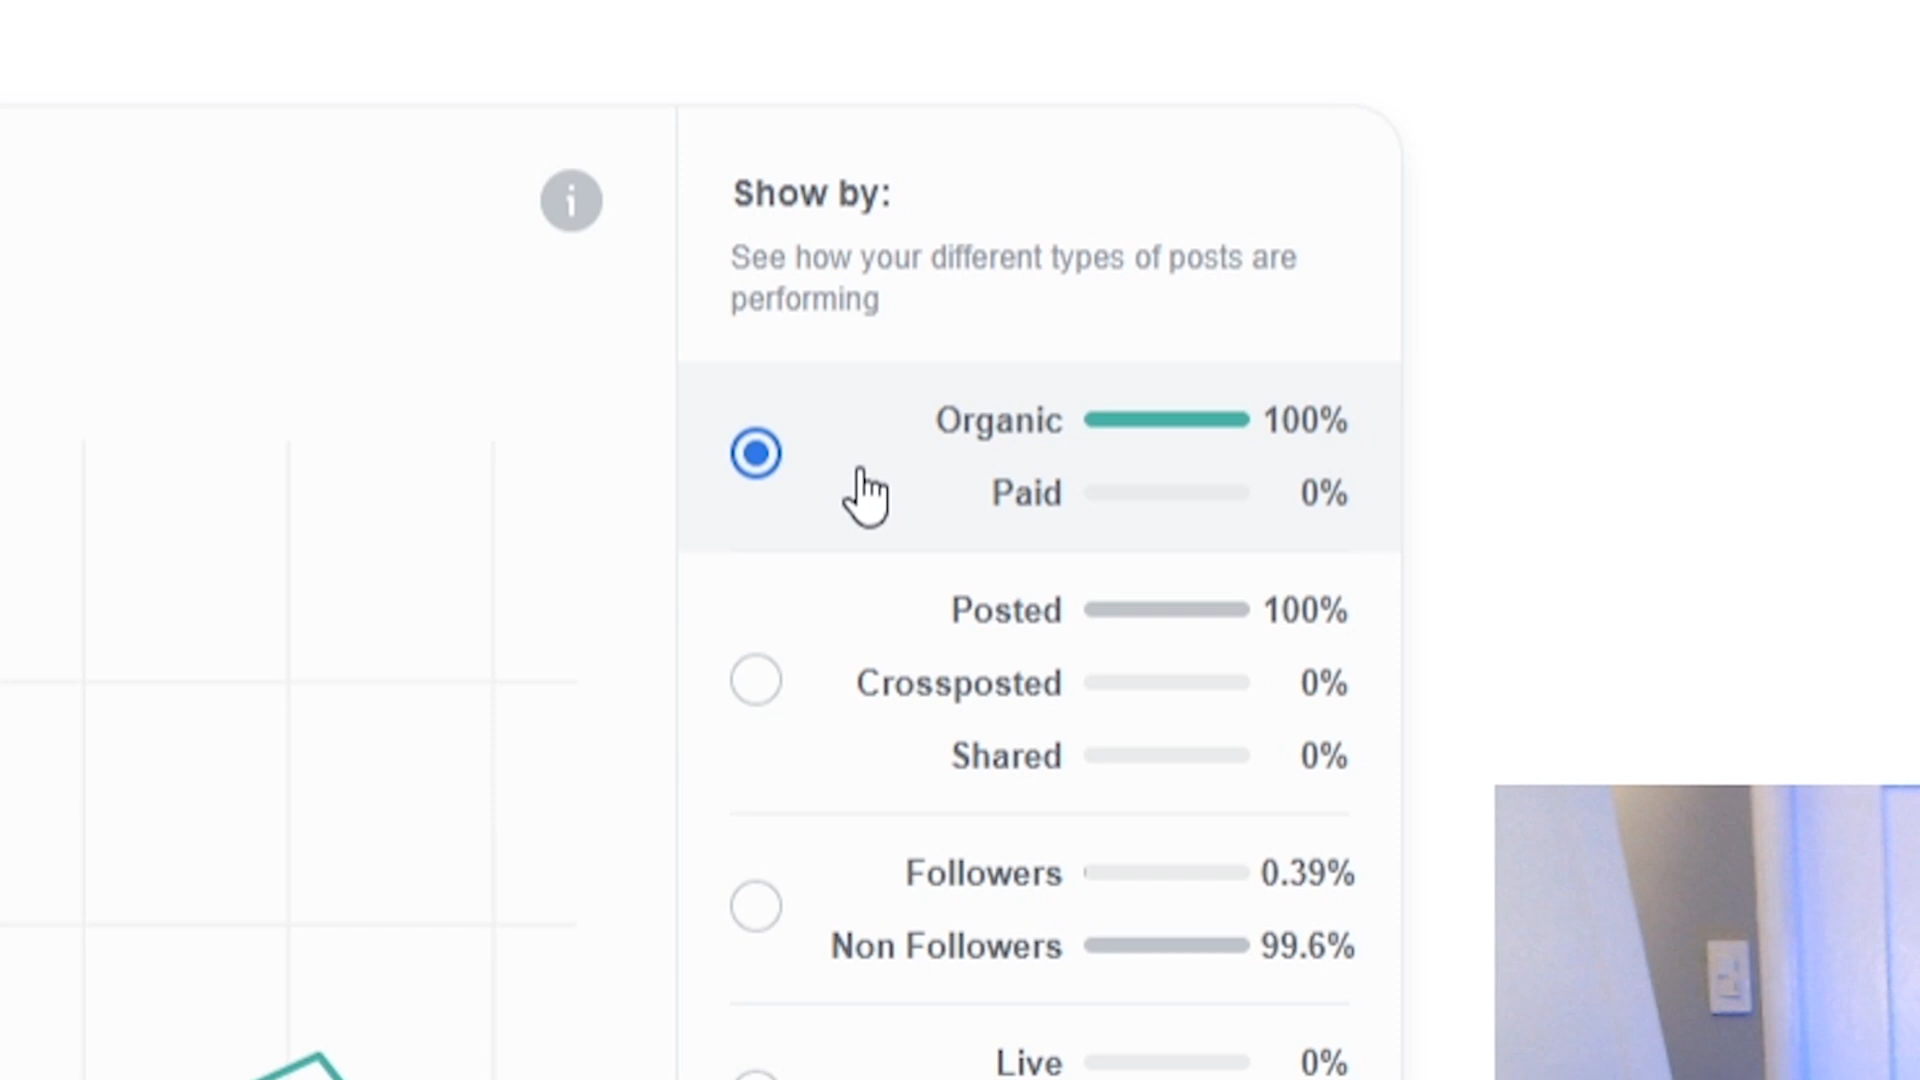 i
Show by:
See how your different types of posts are
performing
Organic 100%
Paid 0%
Posted 100%
Crossposted 0%
Shared 0%
Followers 0.39%
Non Followers 99.6%
Live 0%